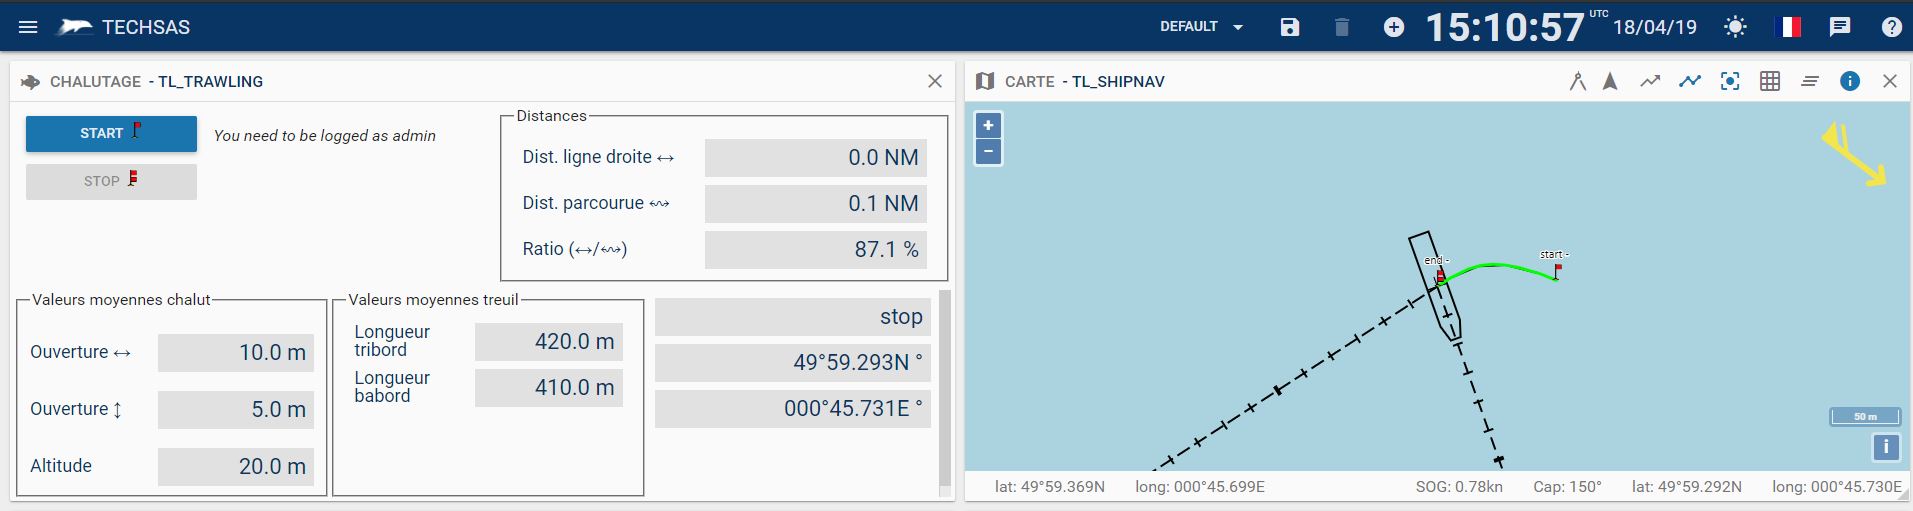 TECHSAS
DEFAULT
15:10:57 UTC 18/04/19
CHALUTAGE - TL_TRAWLING
START
You need to be logged as admin
STOP
Distances
Dist. ligne droite ↔ 0.0 NM
Dist. parcourue 0.1 NM
Ratio (↔/↭) 87.1 %
Valeurs moyennes chalut
Ouverture ↔ 10.0 m
Ouverture ↕ 5.0 m
Altitude 20.0 m
Valeurs moyennes treuil
Longueur
tribord
420.0 m
Longueur
babord
410.0 m
stop
49°59.293N °
000°45.731E °
CARTE - TL_SHIPNAV
+
−
end -
start -
50 m
i
lat: 49°59.369N long: 000°45.699E SOG: 0.78kn Cap: 150° lat: 49°59.292N long: 000°45.730E